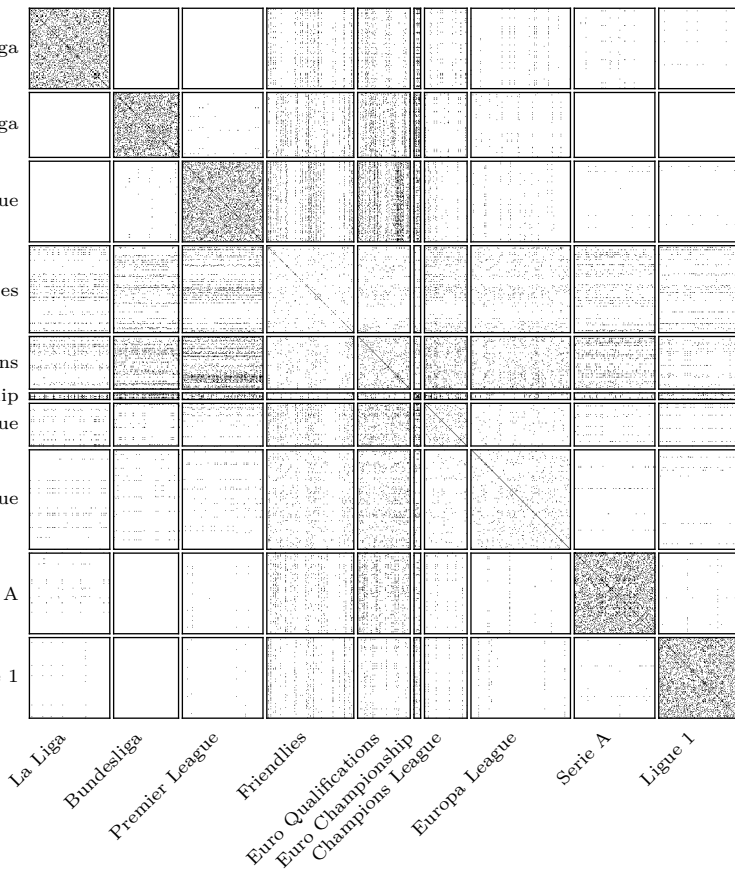 ga
ga
ue
es
ns
ip
ue
ue
A
1
La Liga
Bundesliga
Premier League
Friendlies
Euro Qualifications
Euro Championship
Champions League
Europa League
Serie A
Ligue 1